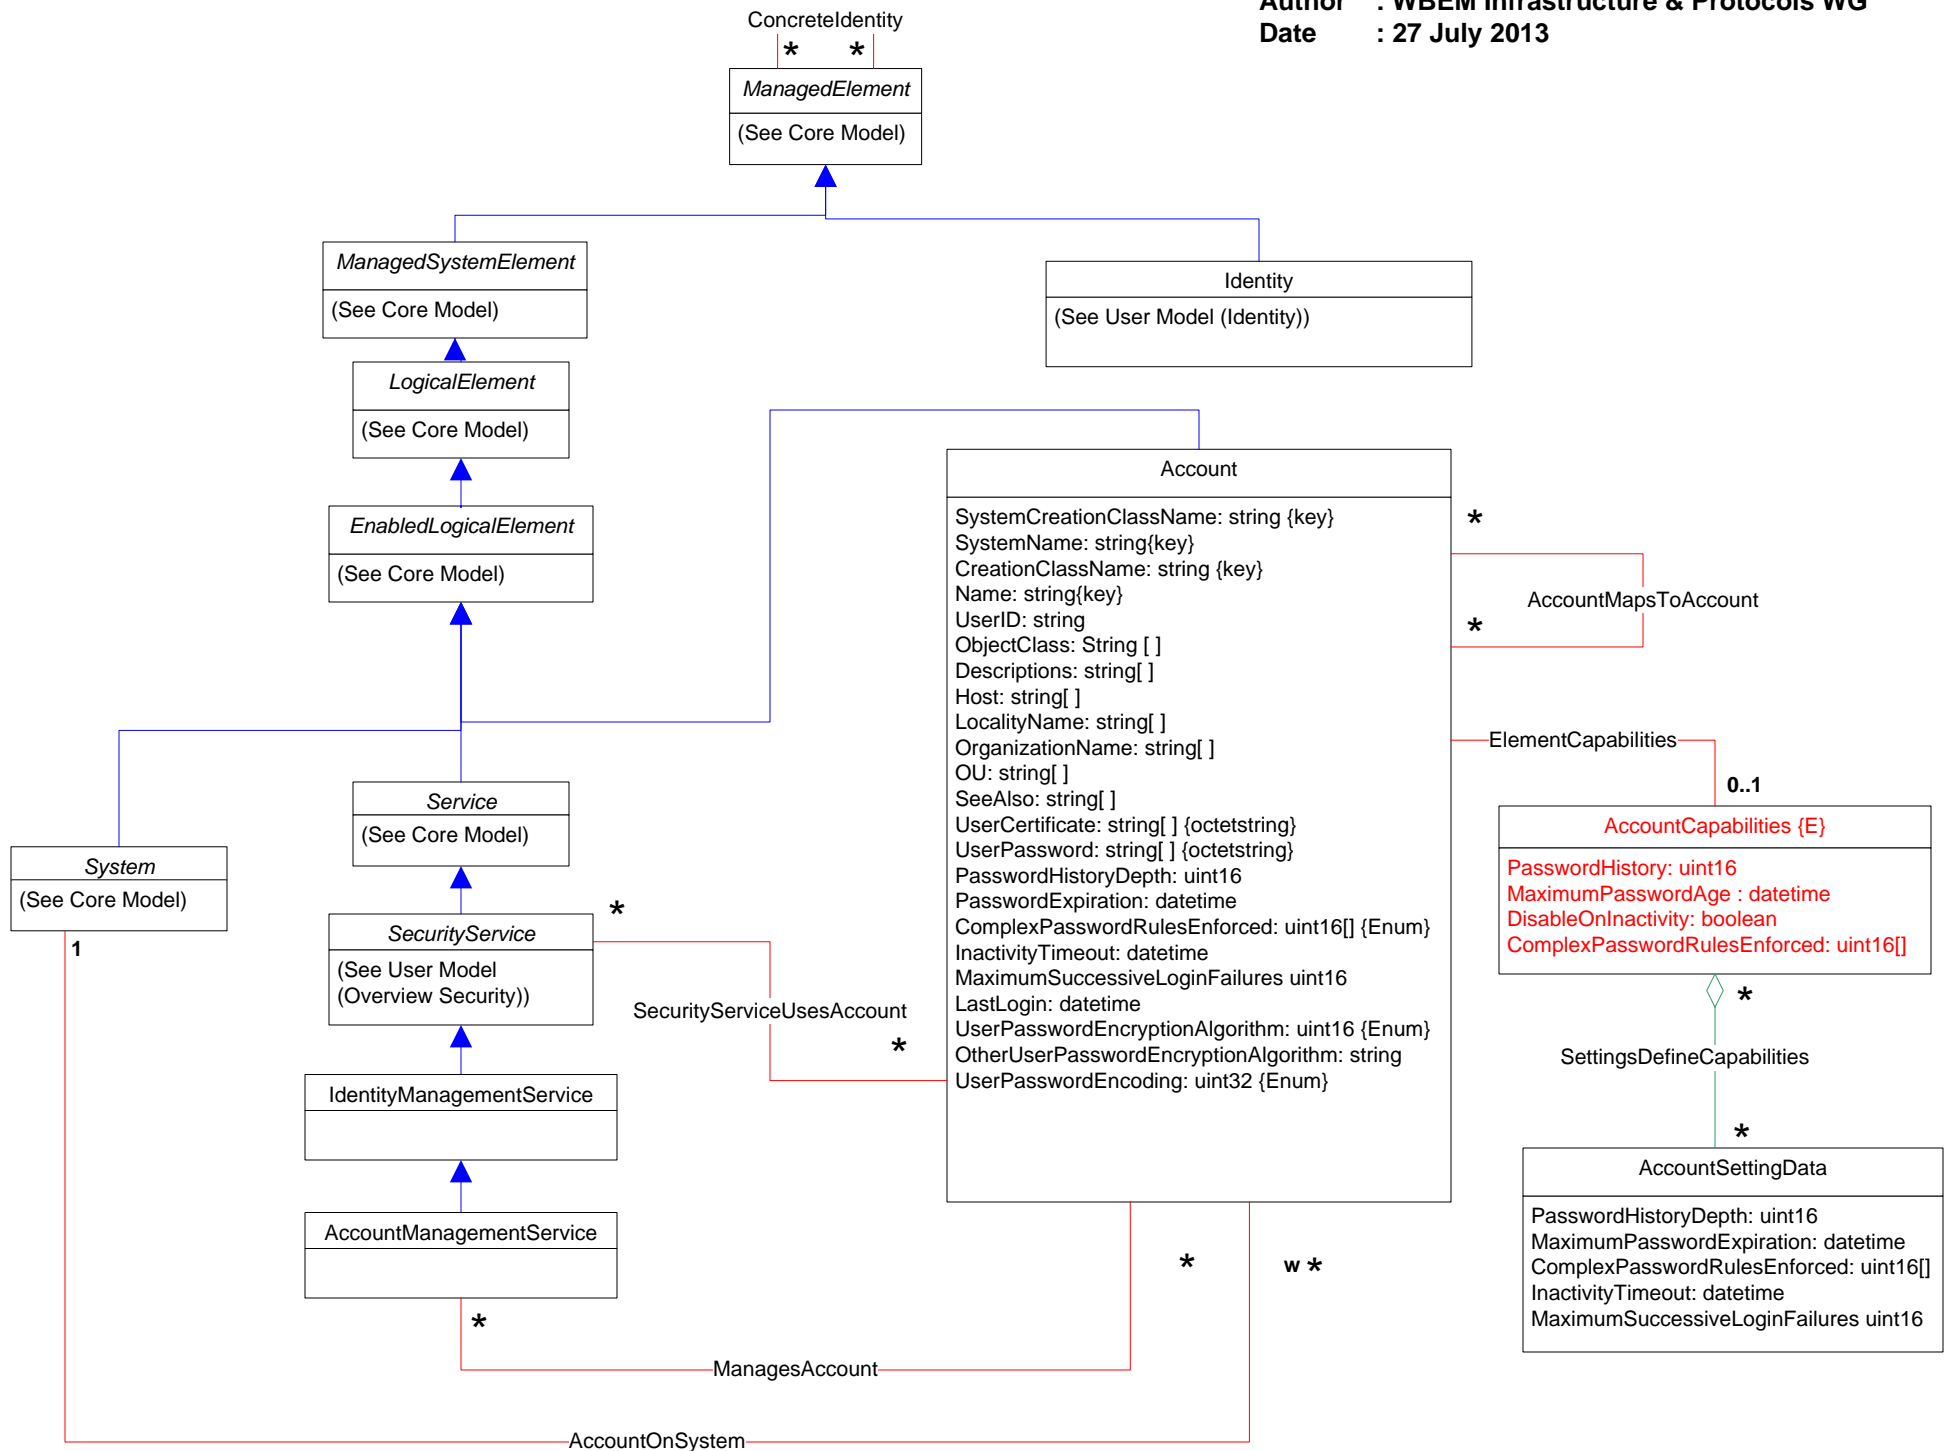 Author : WBEM Infrastructure & Protocols WG
Date : 27 July 2013
ConcreteIdentity
* *
ManagedElement
(See Core Model)
ManagedSystemElement
(See Core Model)
Identity
(See User Model (Identity))
LogicalElement
(See Core Model)
EnabledLogicalElement
(See Core Model)
Account
SystemCreationClassName: string {key}
SystemName: string{key}
CreationClassName: string {key}
Name: string{key}
UserID: string
ObjectClass: String [ ]
Descriptions: string[ ]
Host: string[ ]
LocalityName: string[ ]
OrganizationName: string[ ]
OU: string[ ]
SeeAlso: string[ ]
UserCertificate: string[ ] {octetstring}
UserPassword: string[ ] {octetstring}
PasswordHistoryDepth: uint16
PasswordExpiration: datetime
ComplexPasswordRulesEnforced: uint16[] {Enum}
InactivityTimeout: datetime
MaximumSuccessiveLoginFailures uint16
LastLogin: datetime
UserPasswordEncryptionAlgorithm: uint16 {Enum}
OtherUserPasswordEncryptionAlgorithm: string
UserPasswordEncoding: uint32 {Enum}
*
AccountMapsToAccount
*
ElementCapabilities
0..1
AccountCapabilities {E}
PasswordHistory: uint16
MaximumPasswordAge : datetime
DisableOnInactivity: boolean
ComplexPasswordRulesEnforced: uint16[]
*
SettingsDefineCapabilities
*
AccountSettingData
PasswordHistoryDepth: uint16
MaximumPasswordExpiration: datetime
ComplexPasswordRulesEnforced: uint16[]
InactivityTimeout: datetime
MaximumSuccessiveLoginFailures uint16
Service
(See Core Model)
System
(See Core Model)
1
SecurityService
(See User Model
(Overview Security))
*
SecurityServiceUsesAccount
*
IdentityManagementService
AccountManagementService
*
*
w *
ManagesAccount
AccountOnSystem